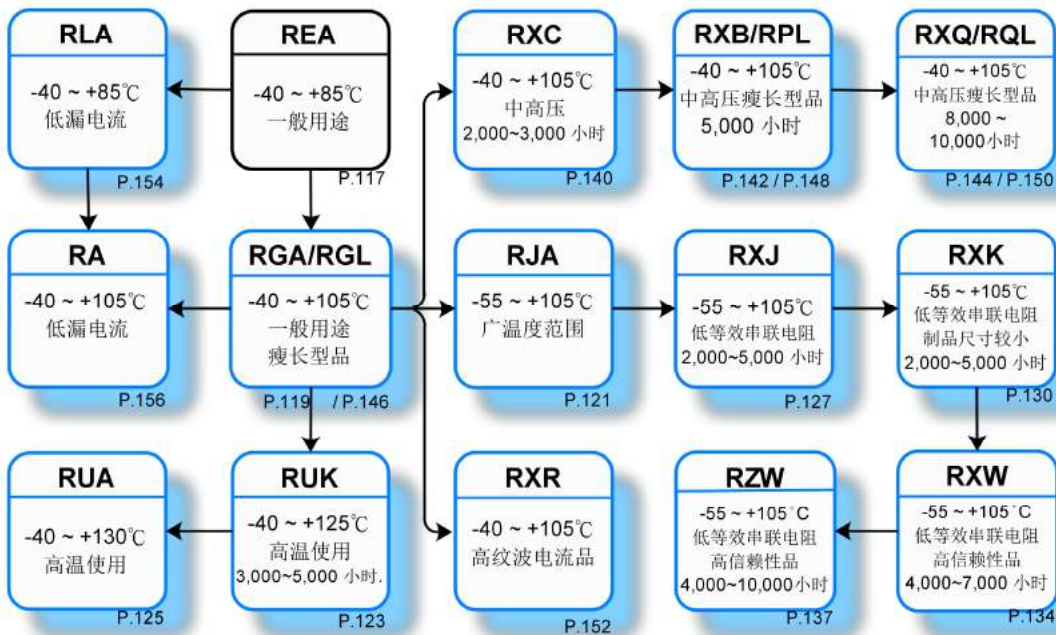 RLA
-40 ~ +85℃
低漏电流
P.154
REA
-40 ~ +85℃
一般用途
P.117
RXC
-40 ~ +105℃
中高压
2,000~3,000 小时
P.140
RXB/RPL
-40 ~ +105℃
中高压瘦长型品
5,000 小时
P.142 / P.148
RXQ/RQL
-40 ~ +105℃
中高压瘦长型品
8,000 ~
10,000小时
P.144 / P.150
RA
-40 ~ +105℃
低漏电流
P.156
RGA/RGL
-40 ~ +105℃
一般用途
瘦长型品
P.119 / P.146
RJA
-55 ~ +105℃
广温度范围
P.121
RXJ
-55 ~ +105℃
低等效串联电阻
2,000~5,000 小时
P.127
RXK
-55 ~ +105℃
低等效串联电阻
制品尺寸较小
2,000~5,000 小时
P.130
RUA
-40 ~ +130℃
高温使用
P.125
RUK
-40 ~ +125℃
高温使用
3,000~5,000 小时.
P.123
RXR
-40 ~ +105℃
高纹波电流品
P.152
RZW
-55 ~ +105°C
低等效串联电阻
高信赖性品
4,000~10,000小时
P.137
RXW
-55 ~ +105°C
低等效串联电阻
高信赖性品
4,000~7,000 小时
P.134